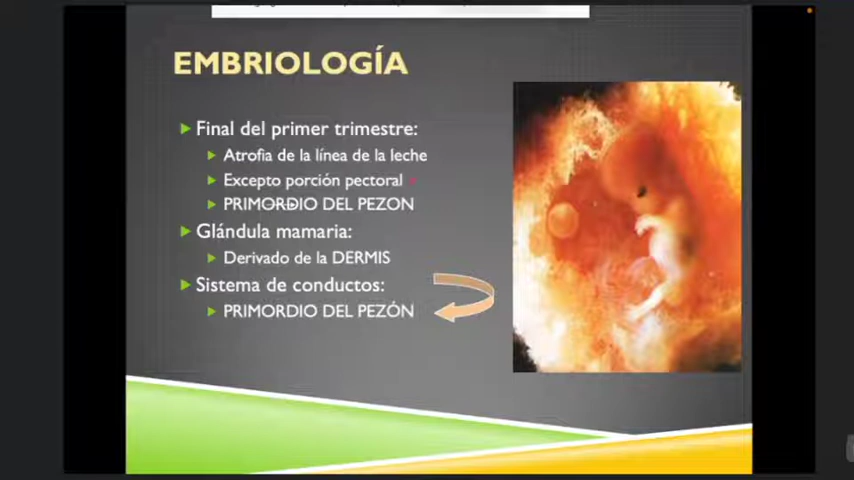 EMBRIOLOGÍA
Final del primer trimestre:
Atrofia de la línea de la leche
Excepto porción pectoral
PRIMORDIO DEL PEZON
Glándula mamaria:
Derivado de la DERMIS
Sistema de conductos:
PRIMORDIO DEL PEZÓN